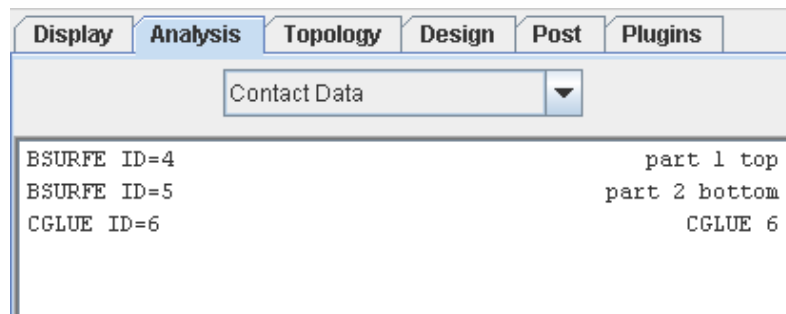 Display Analysis Topology Design Post Plugins
Contact Data
BSURFE ID=4 part 1 top
BSURFE ID=5 part 2 bottom
CGLUE ID=6 CGLUE 6